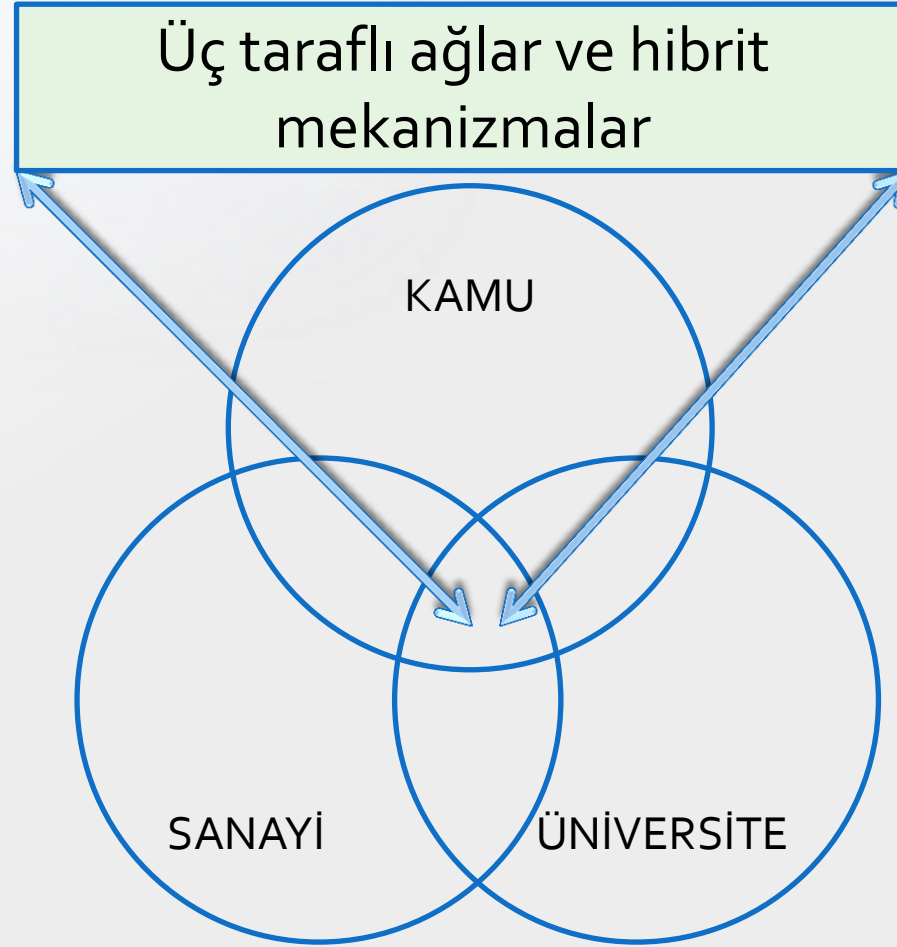 Üç taraflı ağlar ve hibrit
mekanizmalar
KAMU
SANAYİ
ÜNİVERSİTE